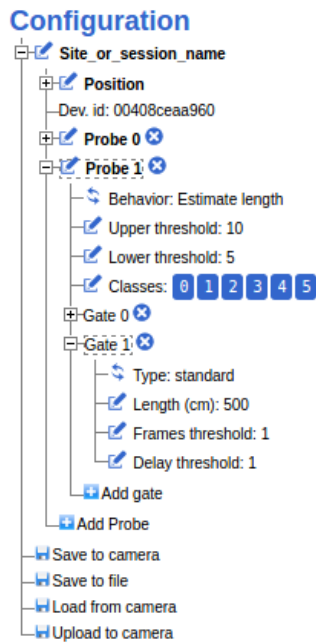 Configuration
Site_or_session_name
Position
Dev. id: 00408ceaa960
Probe 0
Probe 1
Behavior: Estimate length
Upper threshold: 10
Lower threshold: 5
Classes: 0 1 2 3 4 5
Gate 0
Gate 1
Type: standard
Length (cm): 500
Frames threshold: 1
Delay threshold: 1
Add gate
Add Probe
Save to camera
Save to file
Load from camera
Upload to camera